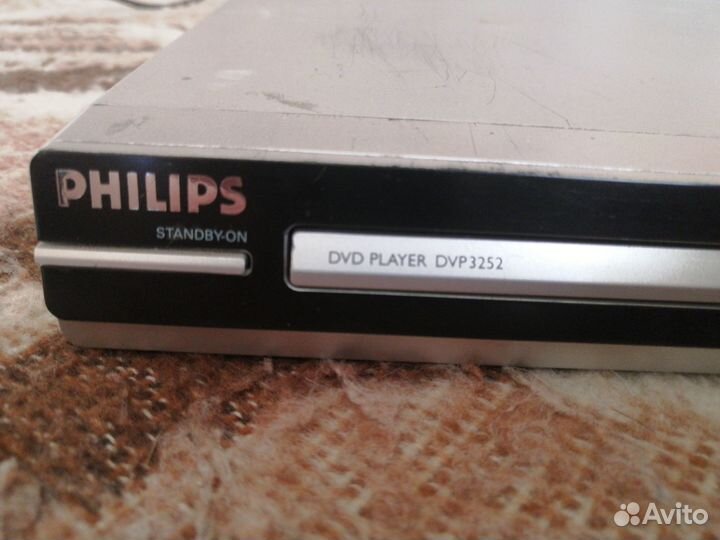 PHILIPS
STANDBY-ON
DVD PLAYER DVP3252
Avito